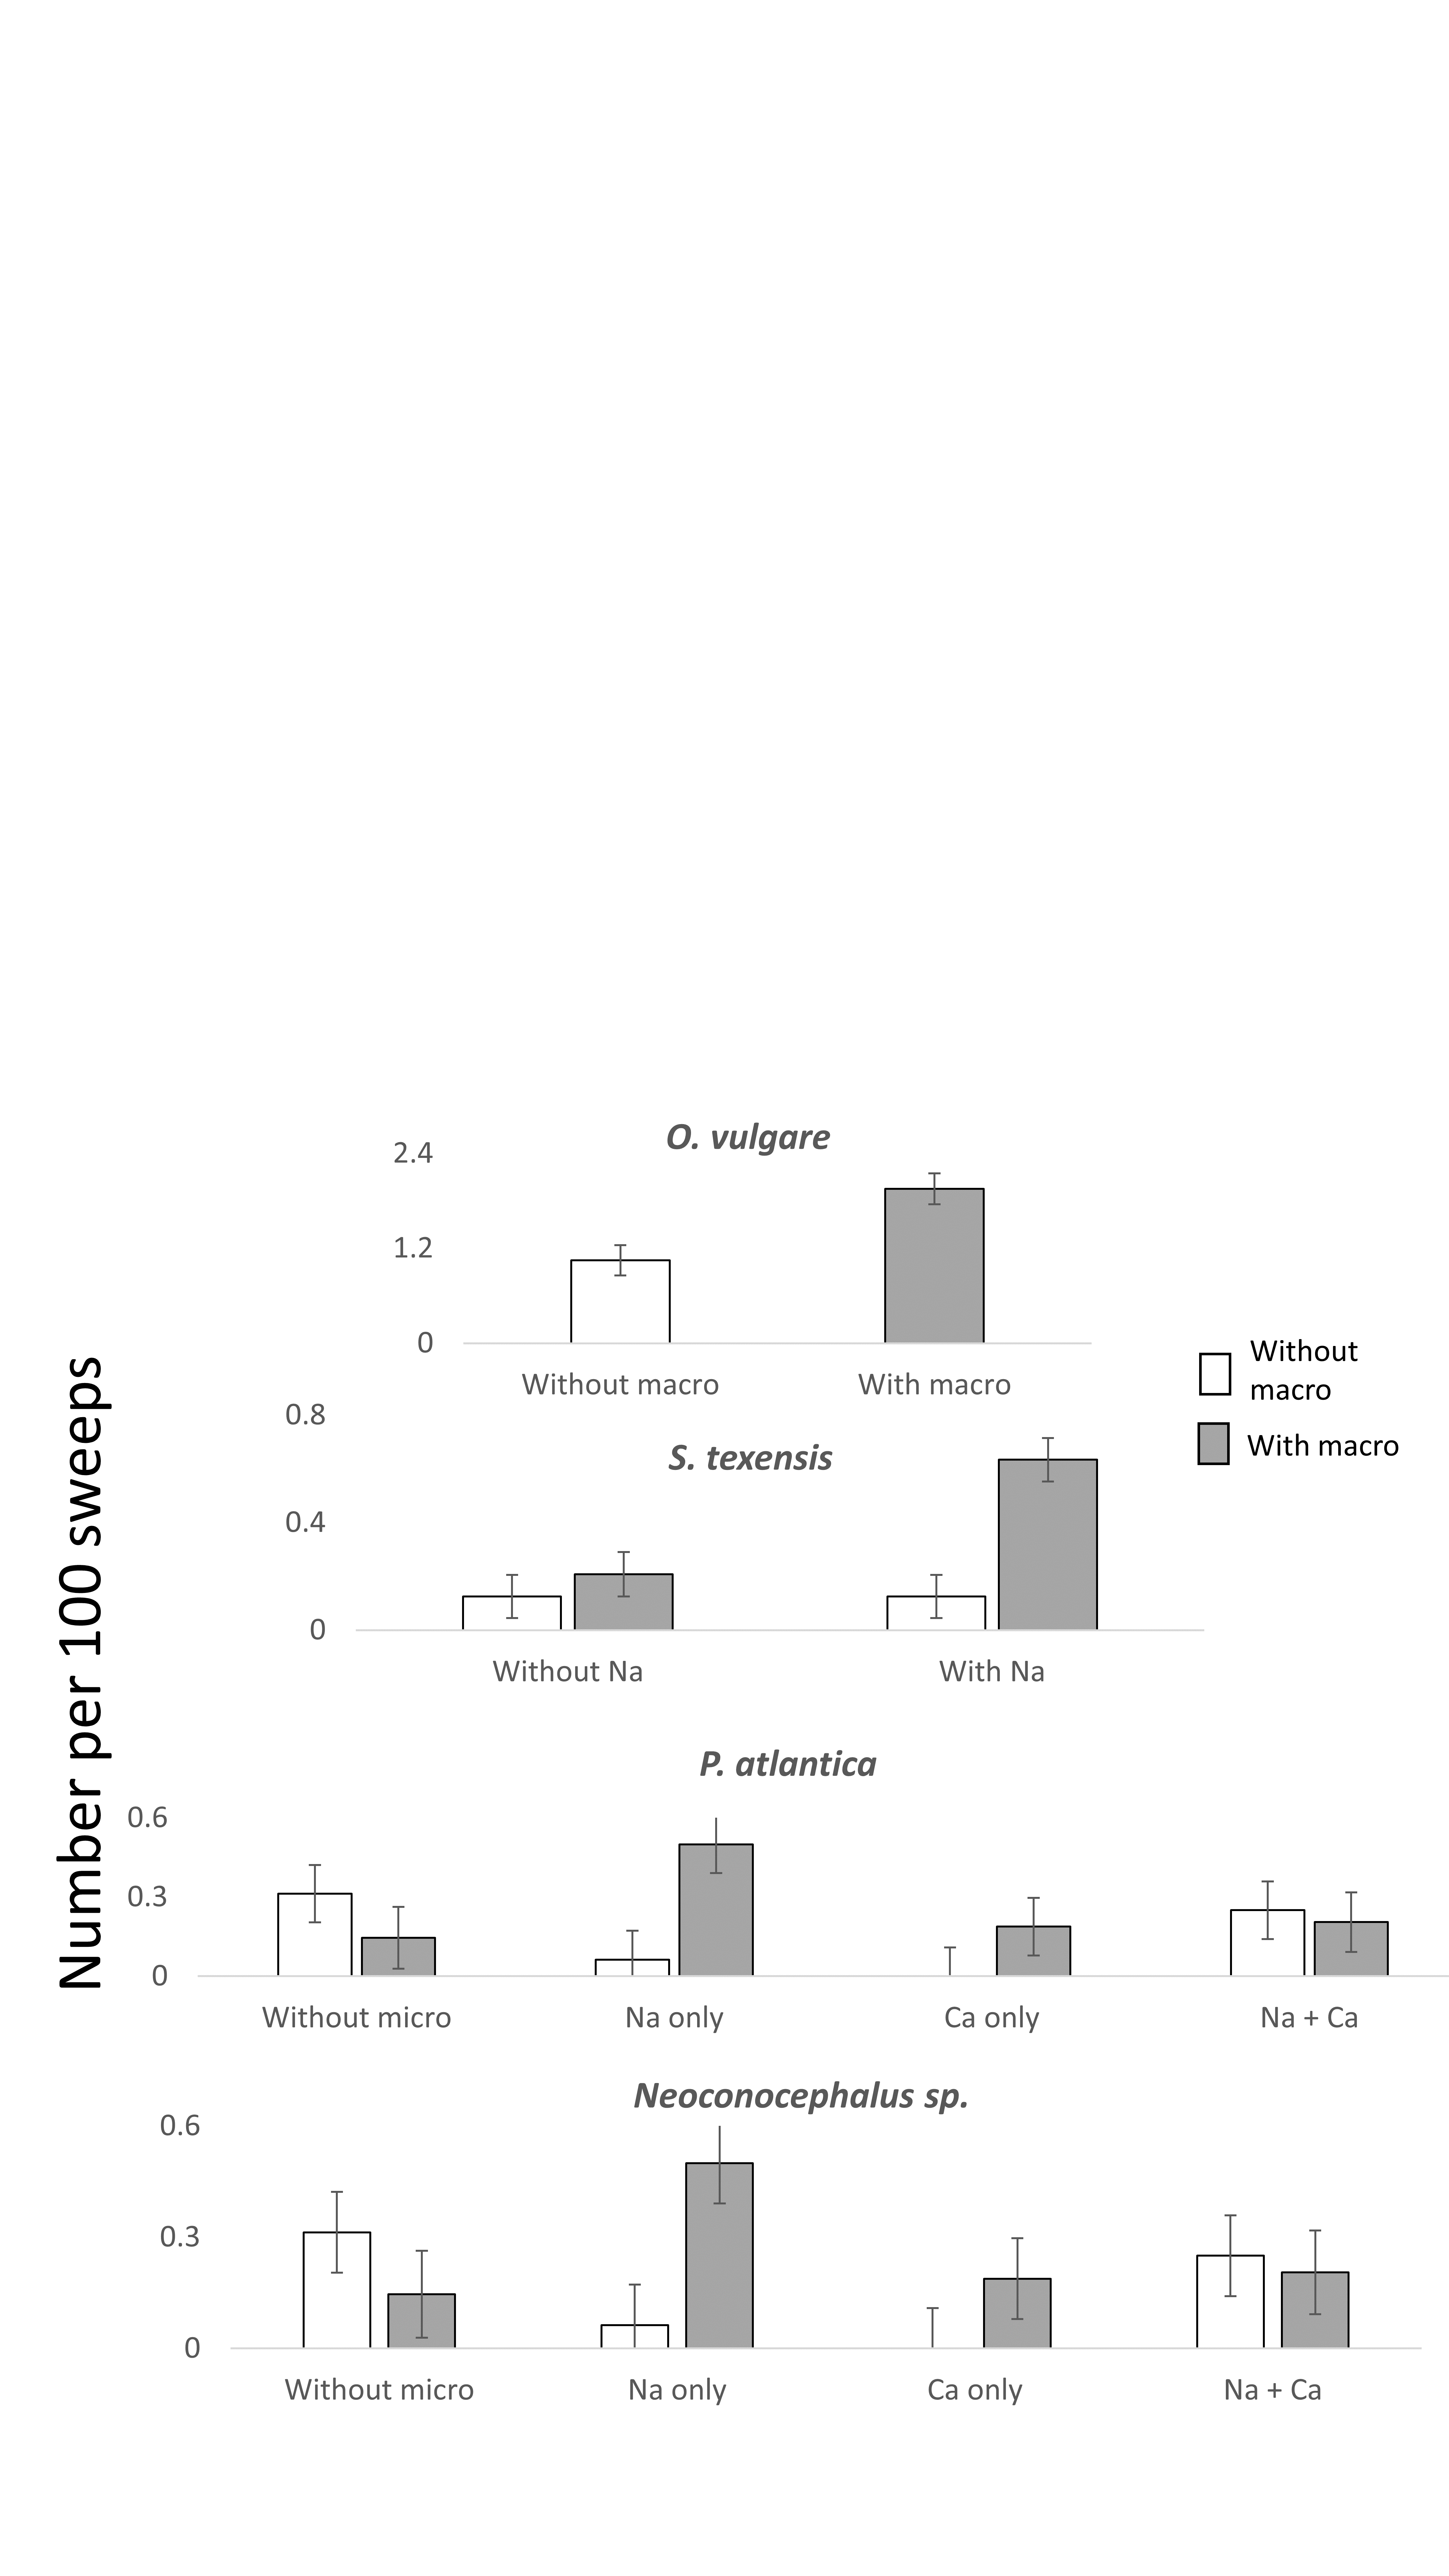 O. vulgare
2.4
1.2
0
Without macro With macro
Without
macro
With macro
Number per 100 sweeps
S. texensis
0.8
0.4
0
Without Na With Na
P. atlantica
0.6
0.3
0
Without micro Na only Ca only Na + Ca
Neoconocephalus sp.
0.6
0.3
0
Without micro Na only Ca only Na + Ca